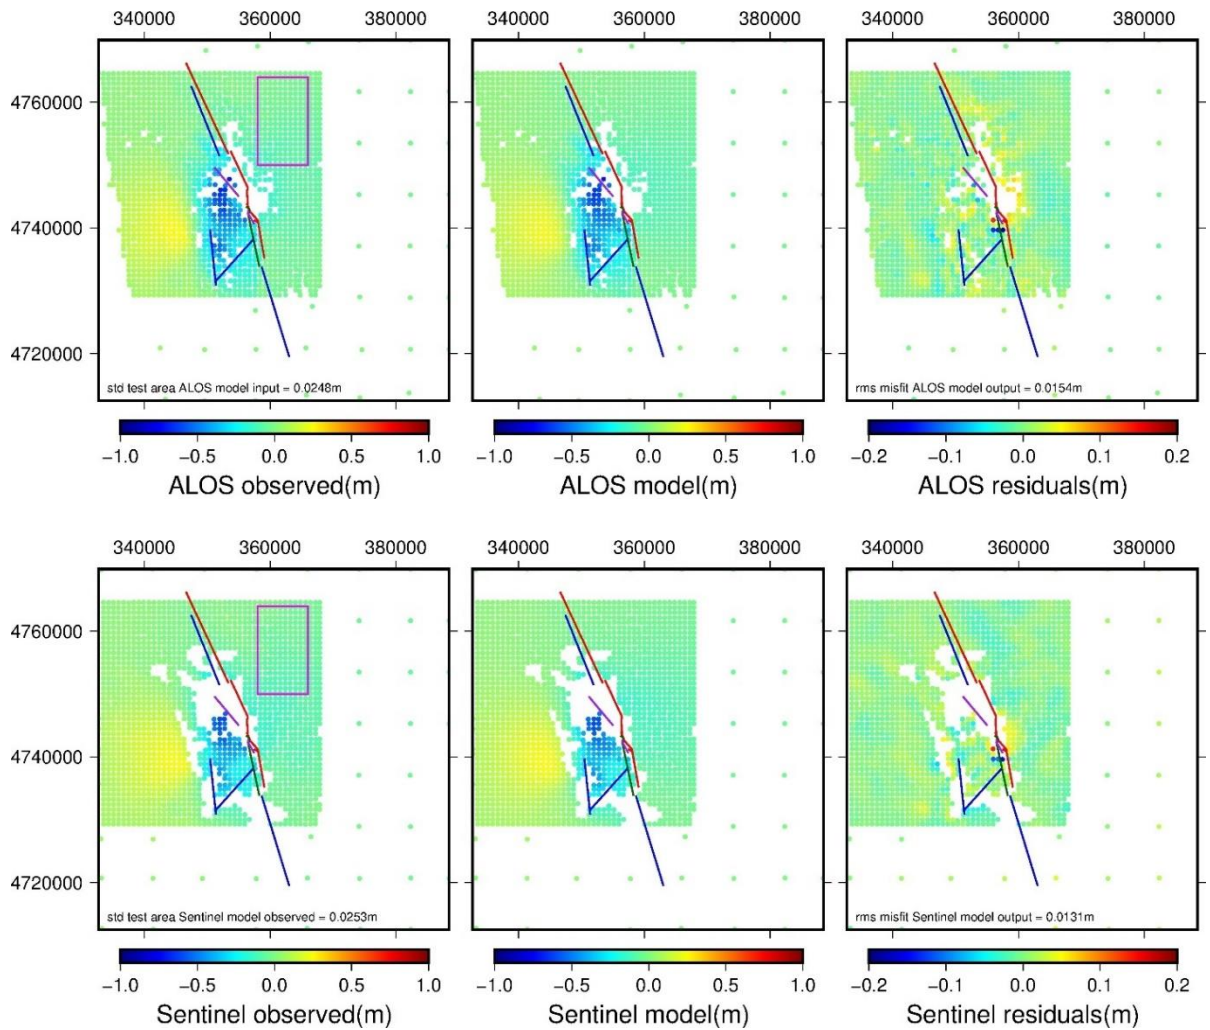 340000 360000 380000 340000 360000 380000 340000 360000 380000
4760000
4740000
4720000
std test area ALOS model input = 0.0248m
rms misfit ALOS model output = 0.0154m
−1.0 −0.5 0.0 0.5 1.0 −1.0 −0.5 0.0 0.5 1.0 −0.2 −0.1 0.0 0.1 0.2
ALOS observed(m) ALOS model(m) ALOS residuals(m)
340000 360000 380000 340000 360000 380000 340000 360000 380000
4760000
4740000
4720000
std test area Sentinel model observed = 0.0253m
rms misfit Sentinel model output = 0.0131m
−1.0 −0.5 0.0 0.5 1.0 −1.0 −0.5 0.0 0.5 1.0 −0.2 −0.1 0.0 0.1 0.2
Sentinel observed(m) Sentinel model(m) Sentinel residuals(m)